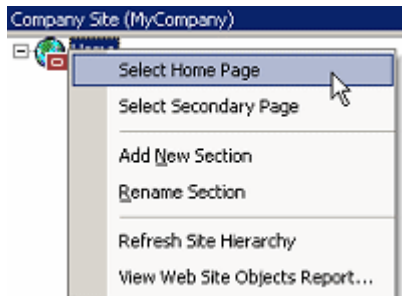 Company Site (MyCompany)
Home
Select Home Page
Select Secondary Page
Add New Section
Rename Section
Refresh Site Hierarchy
View Web Site Objects Report...